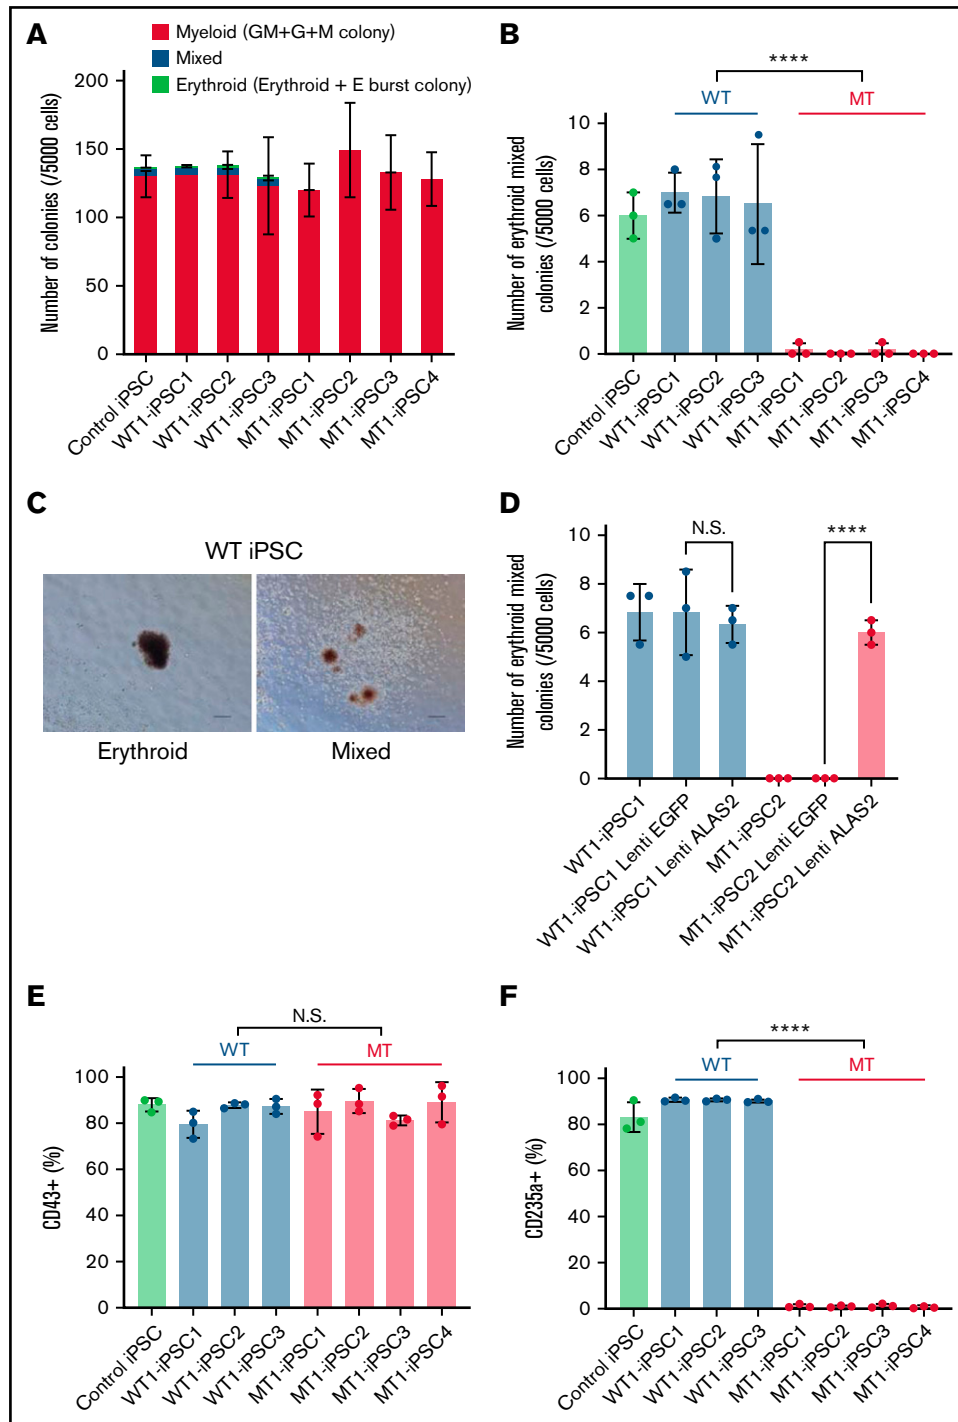 A
Myeloid (GM+G+M colony)
Mixed
Erythroid (Erythroid + E burst colony)
Number of colonies (/5000 cells)
200
150
100
50
0
Control iPSC
WT1-iPSC1
WT1-iPSC2
WT1-iPSC3
MT1-iPSC1
MT1-iPSC2
MT1-iPSC3
MT1-iPSC4
B
****
WT
MT
Number of erythroid mixed
colonies (/5000 cells)
10
8
6
4
2
0
Control iPSC
WT1-iPSC1
WT1-iPSC2
WT1-iPSC3
MT1-iPSC1
MT1-iPSC2
MT1-iPSC3
MT1-iPSC4
C
WT iPSC
Erythroid
Mixed
D
N.S.
****
Number of erythroid mixed
colonies (/5000 cells)
10
8
6
4
2
0
WT1-iPSC1
WT1-iPSC1 Lenti EGFP
WT1-iPSC1 Lenti ALAS2
MT1-iPSC2
MT1-iPSC2 Lenti EGFP
MT1-iPSC2 Lenti ALAS2
E
N.S.
WT
MT
CD43+ (%)
100
80
60
40
20
0
Control iPSC
WT1-iPSC1
WT1-iPSC2
WT1-iPSC3
MT1-iPSC1
MT1-iPSC2
MT1-iPSC3
MT1-iPSC4
F
****
WT
MT
CD235a+ (%)
100
80
60
40
20
0
Control iPSC
WT1-iPSC1
WT1-iPSC2
WT1-iPSC3
MT1-iPSC1
MT1-iPSC2
MT1-iPSC3
MT1-iPSC4